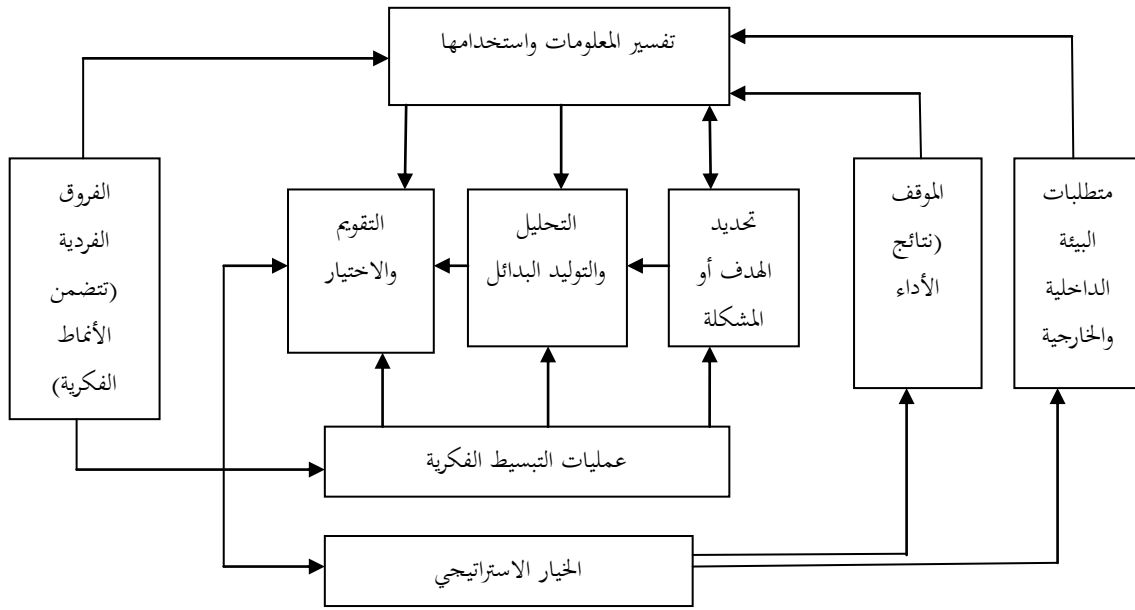 تفسير المعلومات واستخدامها
متطلبات
البيئة
الداخلية
والخارجية
الموقف
(نتائج
الأداء
تحديد
الهدف أو
المشكلة
التحليل
والتوليد البدائل
التقويم
والاختيار
الفروق
الفردية
(تتضمن
الأنماط
الفكرية)
عمليات التبسيط الفكرية
الخيار الاستراتيجي